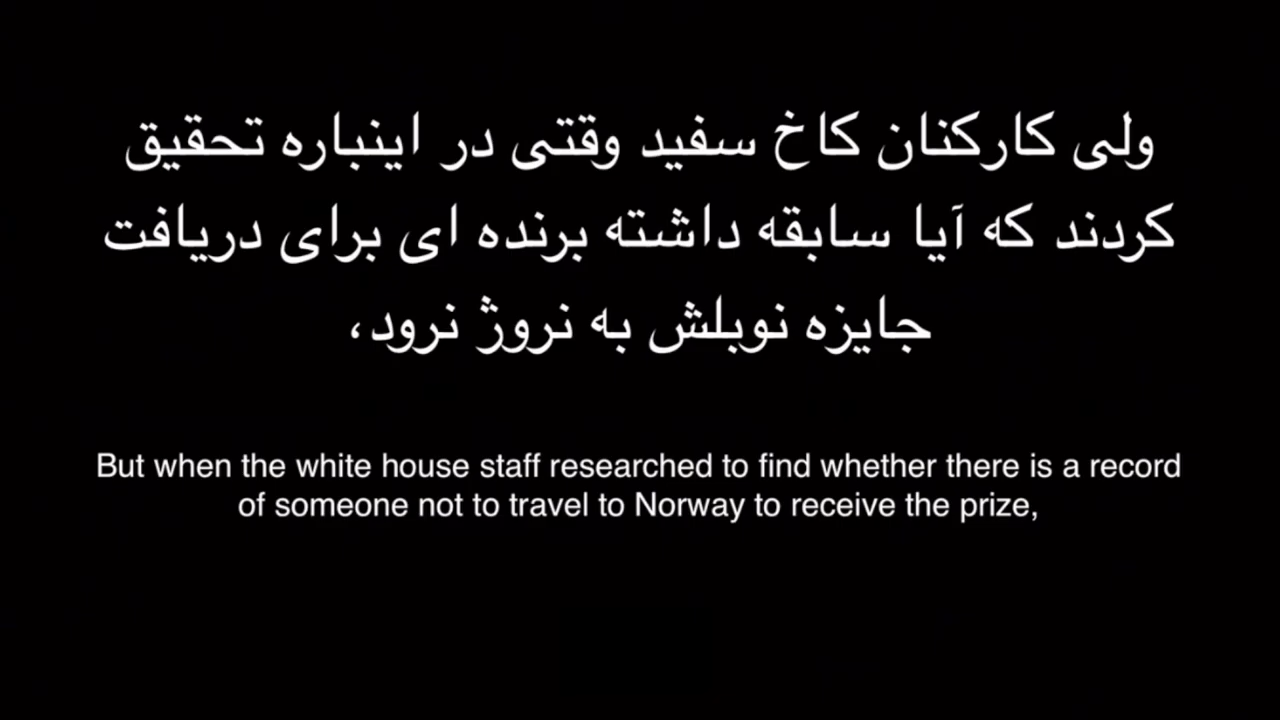 ولی کارکنان کاخ سفید وقتی در اینباره تحقیق
کردند که آیا سابقه داشته برنده ای برای دریافت
جایزه نوبلش به نروژ نرود،
But when the white house staff researched to find whether there is a record
of someone not to travel to Norway to receive the prize,